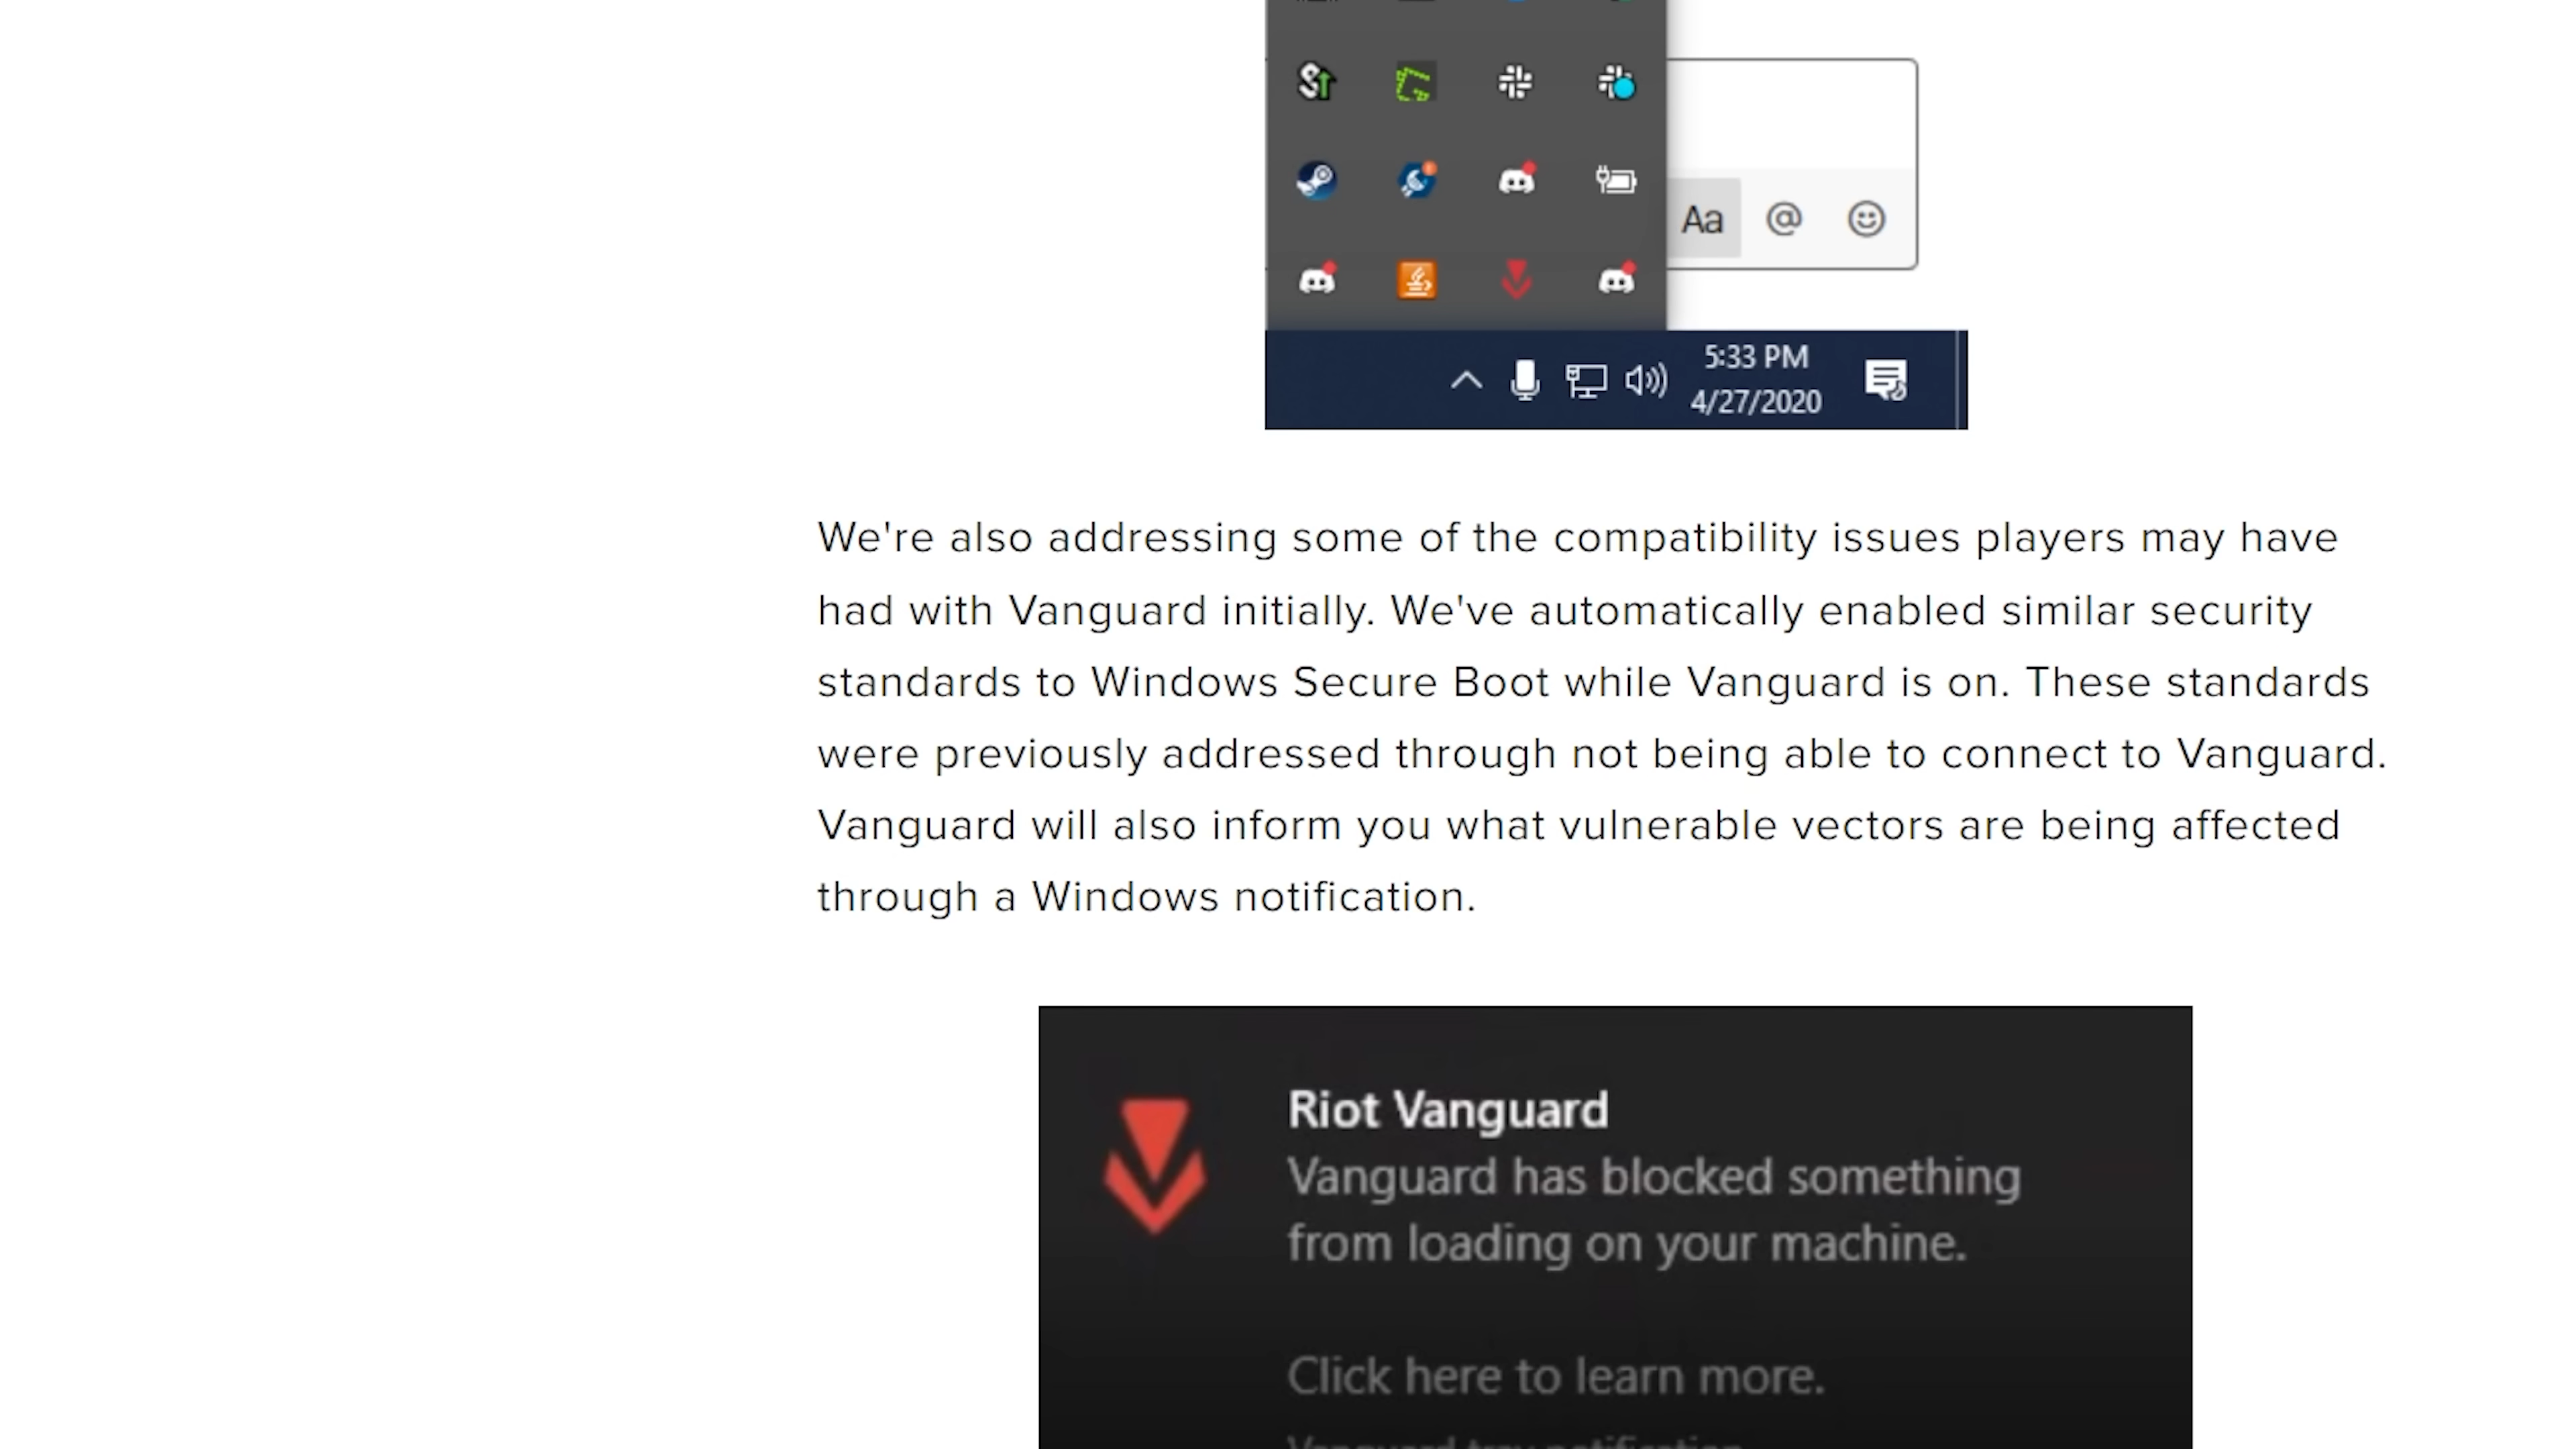 Aa @
5:33 PM
4/27/2020
We're also addressing some of the compatibility issues players may have
had with Vanguard initially. We've automatically enabled similar security
standards to Windows Secure Boot while Vanguard is on. These standards
were previously addressed through not being able to connect to Vanguard.
Vanguard will also inform you what vulnerable vectors are being affected
through a Windows notification.
Riot Vanguard
Vanguard has blocked something
from loading on your machine.
Click here to learn more.